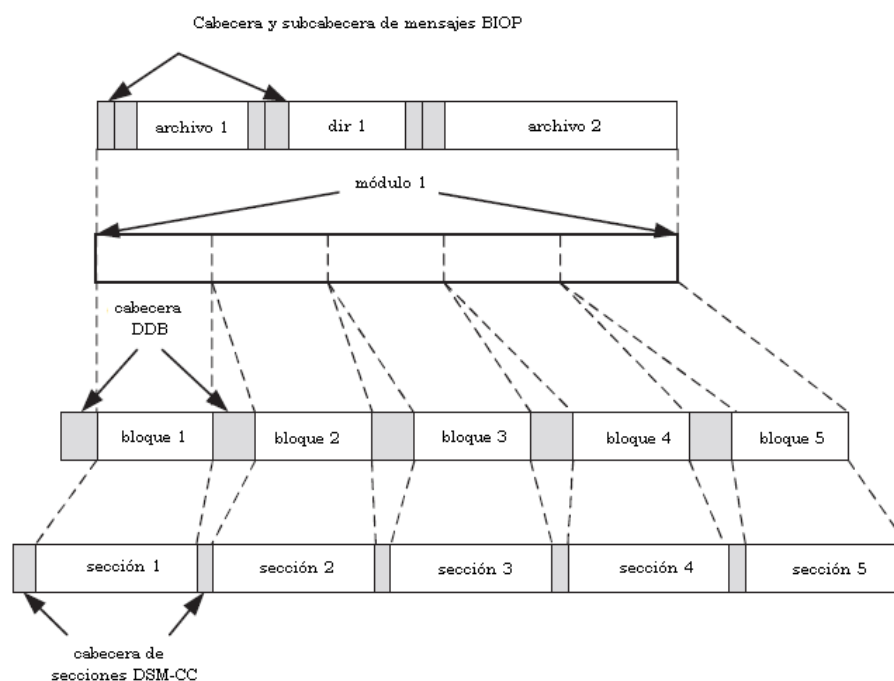 Cabecera y subcabecera de mensajes BIOP
archivo 1
dir 1
archivo 2
módulo 1
cabecera
DDB
bloque 1
bloque 2
bloque 3
bloque 4
bloque 5
sección 1
sección 2
sección 3
sección 4
sección 5
cabecera de
secciones DSM-CC